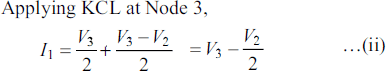 Applying KCL at Node 3,
I₁ = V₃/2 + (V₃ − V₂)/2 = V₃ − V₂/2 …(ii)